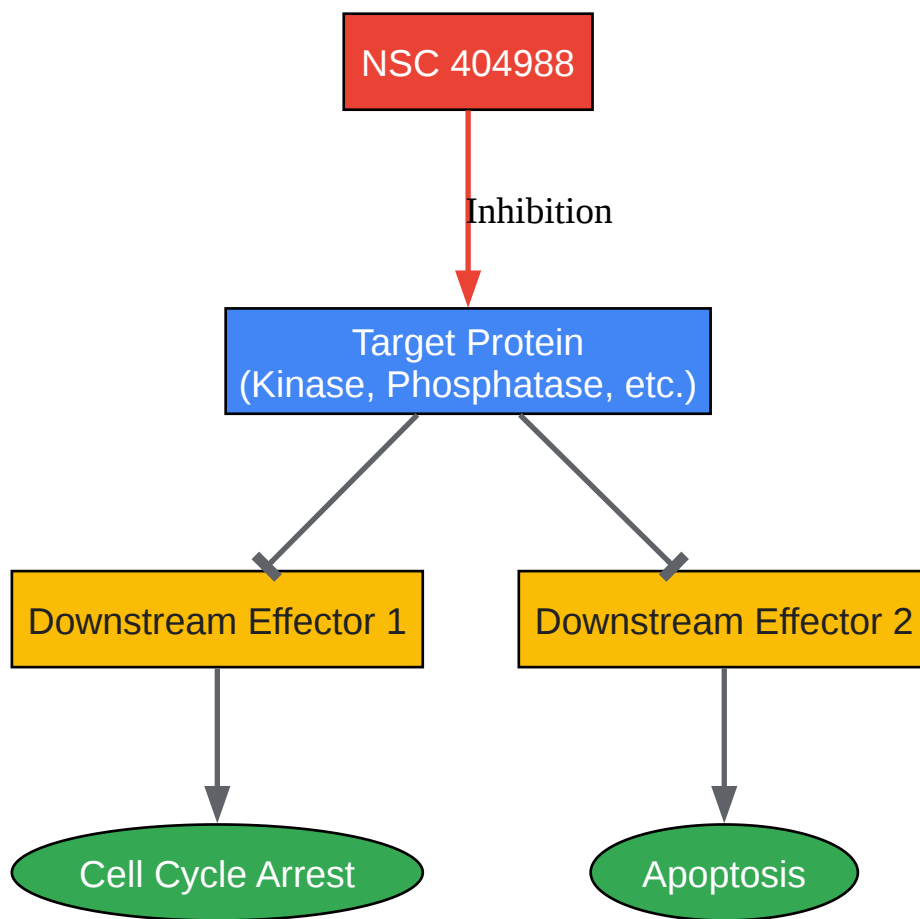 NSC 404988
Inhibition
Target Protein
(Kinase, Phosphatase, etc.)
Downstream Effector 1
Downstream Effector 2
Cell Cycle Arrest
Apoptosis